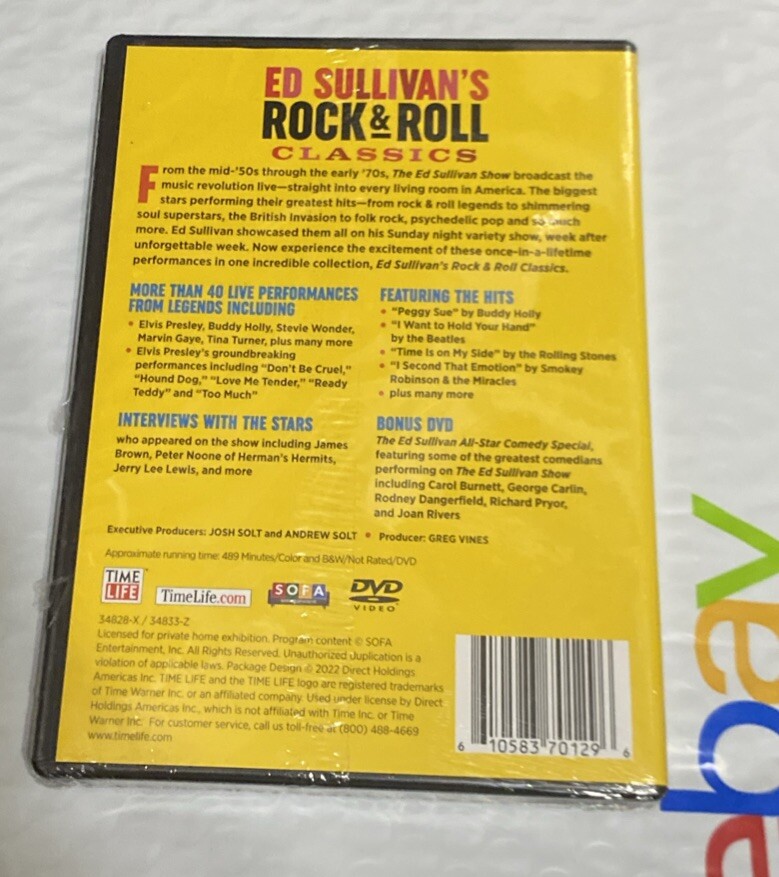 ED SULLIVAN'S
ROCK & ROLL
CLASSICS
From the mid-'50s through the early '70s, The Ed Sullivan Show broadcast the
music revolution live—straight into every living room in America. The biggest
stars performing their greatest hits—from rock & roll legends to shimmering
soul superstars, the British Invasion to folk rock, psychedelic pop and so much
more. Ed Sullivan showcased them all on his Sunday night variety show, week after
unforgettable week. Now experience the excitement of these once-in-a-lifetime
performances in one incredible collection, Ed Sullivan's Rock & Roll Classics.
MORE THAN 40 LIVE PERFORMANCES
FROM LEGENDS INCLUDING
• Elvis Presley, Buddy Holly, Stevie Wonder,
Marvin Gaye, Tina Turner, plus many more
• Elvis Presley's groundbreaking
performances including "Don't Be Cruel,"
"Hound Dog," "Love Me Tender," "Ready
Teddy" and "Too Much"
INTERVIEWS WITH THE STARS
who appeared on the show including James
Brown, Peter Noone of Herman's Hermits,
Jerry Lee Lewis, and more
FEATURING THE HITS
• "Peggy Sue" by Buddy Holly
• "I Want to Hold Your Hand"
by the Beatles
• "Time Is on My Side" by the Rolling Stones
• "I Second That Emotion" by Smokey
Robinson & the Miracles
• plus many more
BONUS DVD
The Ed Sullivan All-Star Comedy Special,
featuring some of the greatest comedians
performing on The Ed Sullivan Show
including Carol Burnett, George Carlin,
Rodney Dangerfield, Richard Pryor,
and Joan Rivers
Executive Producers: JOSH SOLT and ANDREW SOLT • Producer: GREG VINES
Approximate running time: 489 Minutes/Color and B&W/Not Rated/DVD
TIME LIFE™
TimeLife.com
SOFA
DVD
VIDEO
34828-X / 34833-Z
Licensed for private home exhibition. Program content © SOFA
Entertainment, Inc. All Rights Reserved. Unauthorized duplication is a
violation of applicable laws. Package Design © 2022 Direct Holdings
Americas Inc. TIME LIFE and the TIME LIFE logo are registered trademarks
of Time Warner Inc. or an affiliated company. Used under license by Direct
Holdings Americas Inc., which is not affiliated with Time Inc. or Time
Warner Inc. For customer service, call us toll-free at (800) 488-4669
www.timelife.com
6 10583 70129 6
ebay